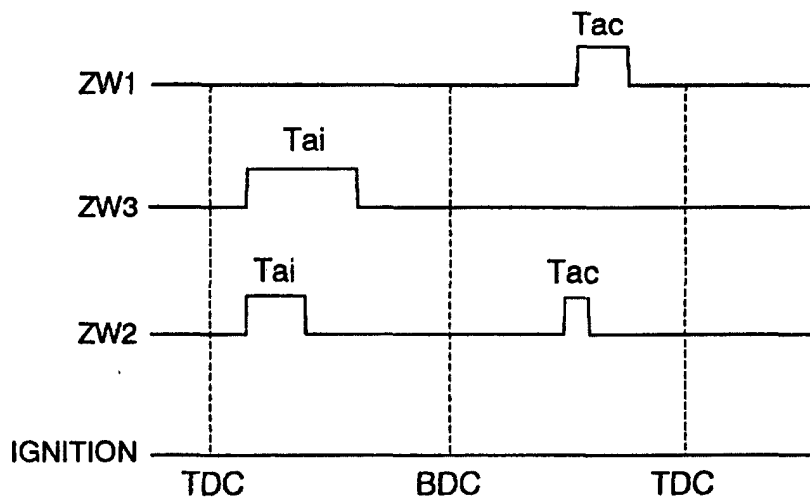 Tac
ZW1
Tai
ZW3
Tai Tac
ZW2
IGNITION
TDC BDC TDC